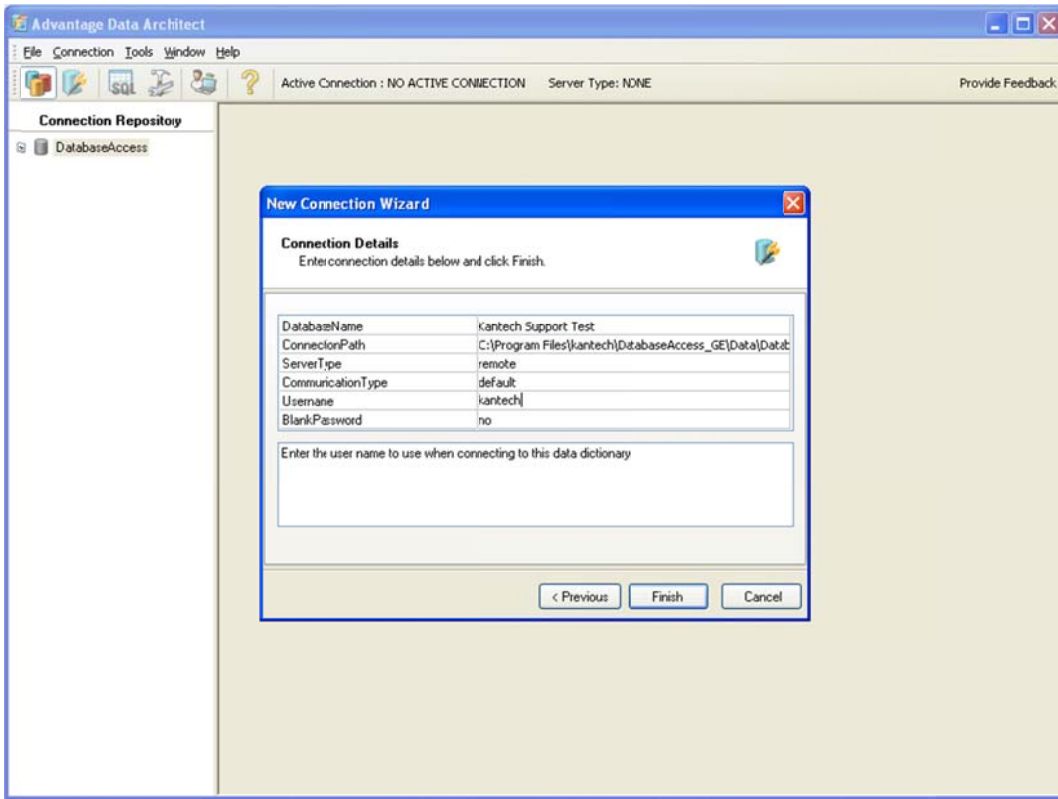 Advantage Data Architect
File Connection Tools Window Help
SQL
Active Connection : NO ACTIVE CONNECTION Server Type: NONE
Provide Feedback
Connection Repository
DatabaseAccess
New Connection Wizard
Connection Details
Enter connection details below and click Finish.
DatabaseName Kantech Support Test
ConnectionPath C:\Program Files\kantech\DatabaseAccess_GE\Data\Datab
ServerType remote
CommunicationType default
Username kantech
BlankPassword no
Enter the user name to use when connecting to this data dictionary
< Previous Finish Cancel